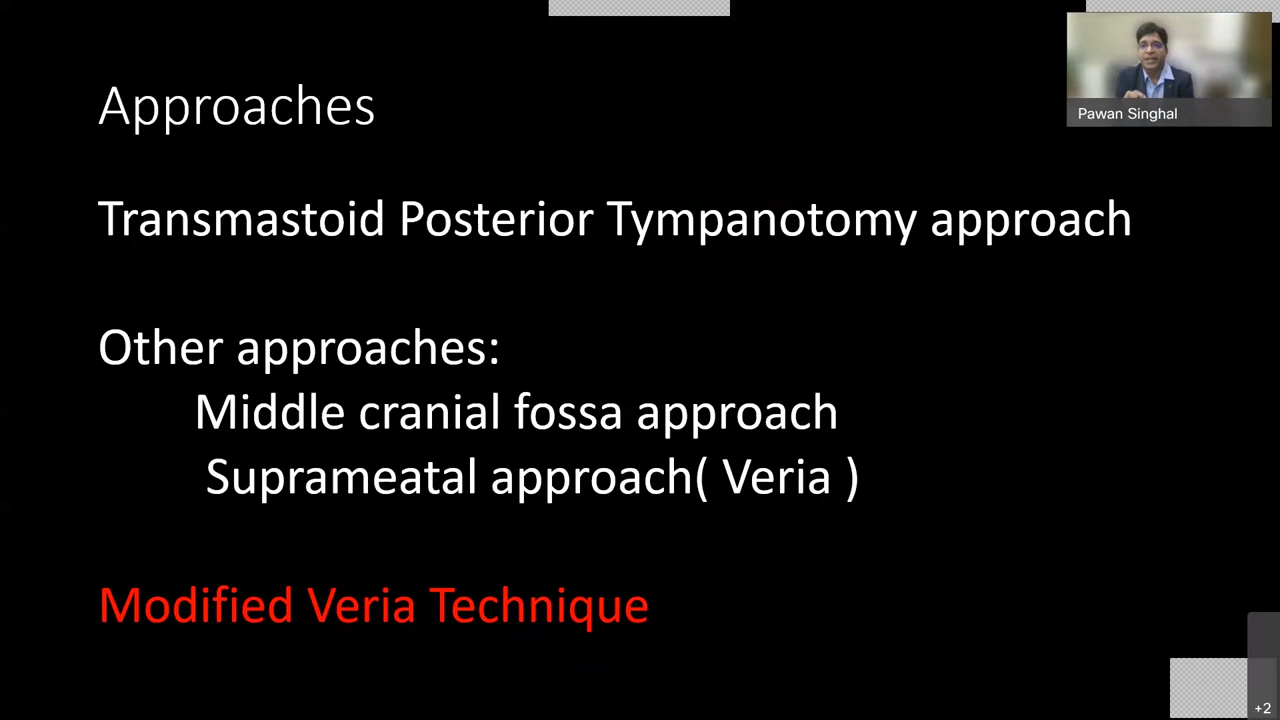 Approaches
Pawan Singhal
Transmastoid Posterior Tympanotomy approach
Other approaches:
Middle cranial fossa approach
Suprameatal approach( Veria )
Modified Veria Technique
+2